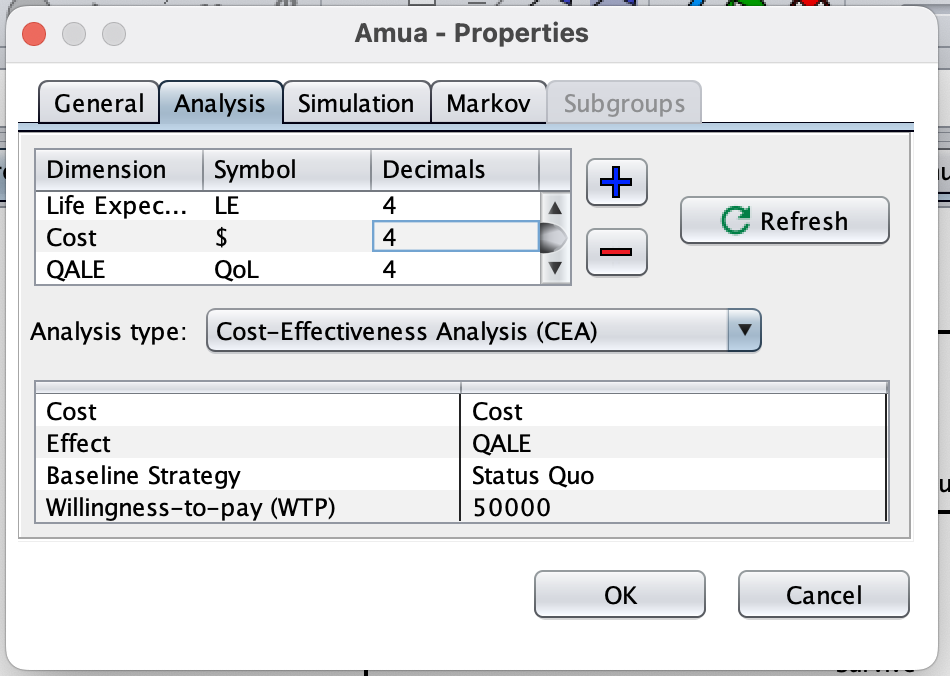 Amua - Properties
General Analysis Simulation Markov Subgroups
Dimension Symbol Decimals
Life Expec... LE 4
Cost $ 4
QALE QoL 4
Refresh
Analysis type: Cost-Effectiveness Analysis (CEA)
Cost Cost
Effect QALE
Baseline Strategy Status Quo
Willingness-to-pay (WTP) 50000
OK Cancel